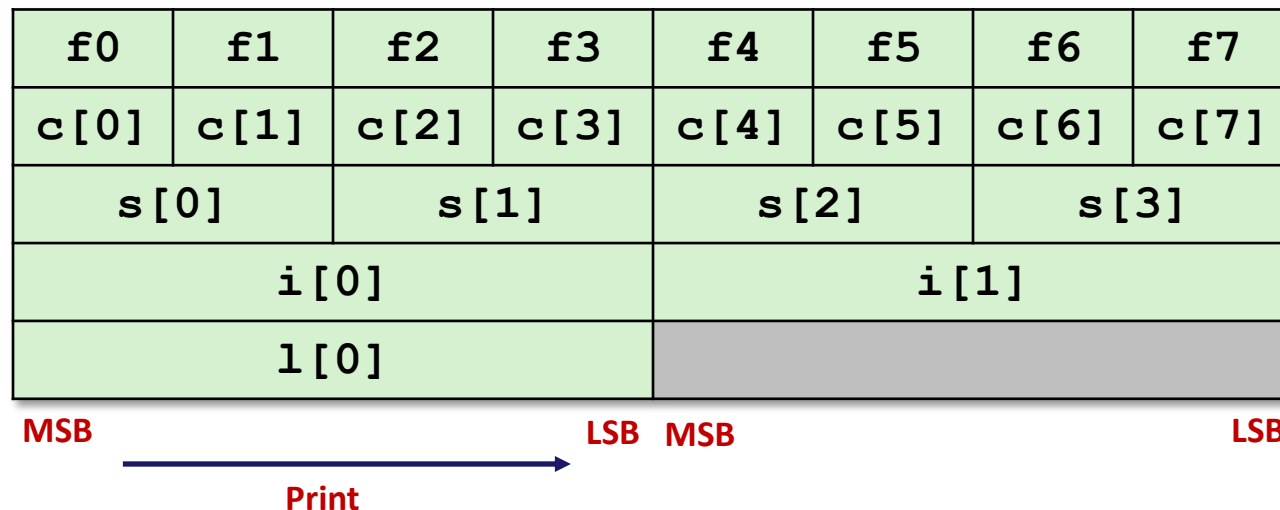 f0 f1 f2 f3 f4 f5 f6 f7
c[0] c[1] c[2] c[3] c[4] c[5] c[6] c[7]
s[0] s[1] s[2] s[3]
i[0] i[1]
l[0]
MSB LSB MSB LSB
Print